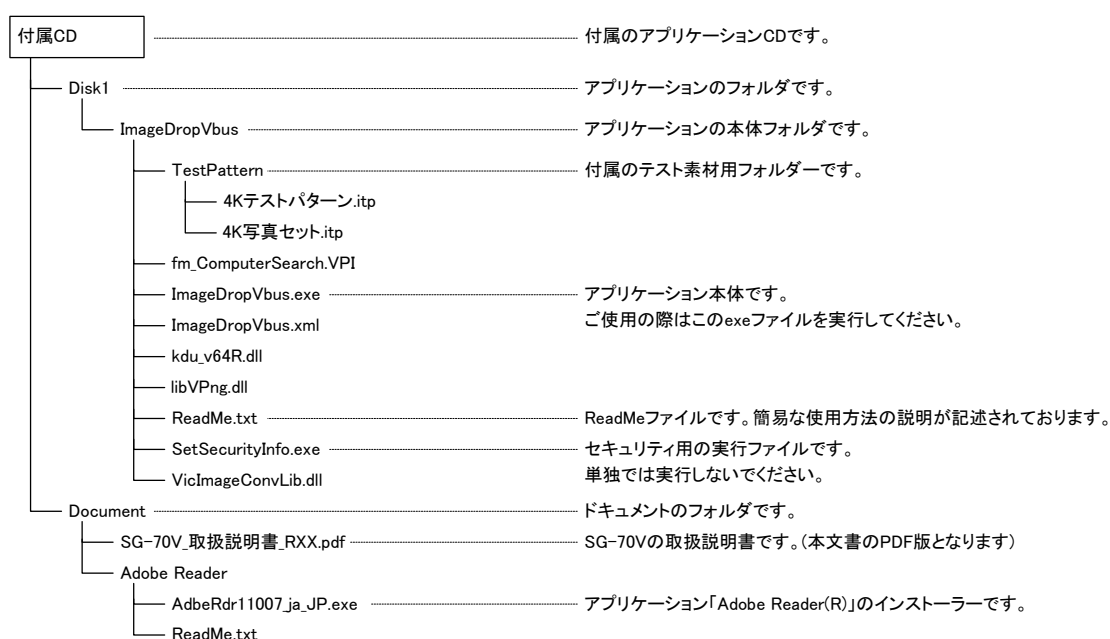 付属CD 付属のアプリケーションCDです。
Disk1 アプリケーションのフォルダです。
ImageDropVbus アプリケーションの本体フォルダです。
TestPattern 付属のテスト素材用フォルダーです。
4Kテストパターン.itp
4K写真セット.itp
fm_ComputerSearch.VPI
ImageDropVbus.exe アプリケーション本体です。
ImageDropVbus.xml ご使用の際はこのexeファイルを実行してください。
kdu_v64R.dll
libVPng.dll
ReadMe.txt ReadMeファイルです。簡易な使用方法の説明が記述されております。
SetSecurityInfo.exe セキュリティ用の実行ファイルです。
VicImageConvLib.dll 単独では実行しないでください。
Document ドキュメントのフォルダです。
SG-70V_取扱説明書_RXX.pdf SG-70Vの取扱説明書です。(本文書のPDF版となります)
Adobe Reader
AdbeRdr11007_ja_JP.exe アプリケーション「Adobe Reader(R)」のインストーラーです。
ReadMe.txt